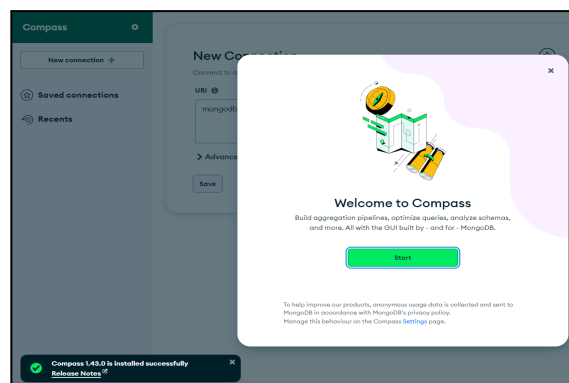 Compass
New connection +
Saved connections
Recents
New Connection
Connect to a
URI
mongodb
Advance
Save
Welcome to Compass
Build aggregation pipelines, optimize queries, analyze schemas,
and more. All with the GUI built by - and for - MongoDB.
Start
To help improve our products, anonymous usage data is collected and sent to
MongoDB in accordance with MongoDB's privacy policy.
Manage this behaviour on the Compass Settings page.
Compass 1.43.0 is installed successfully
Release Notes